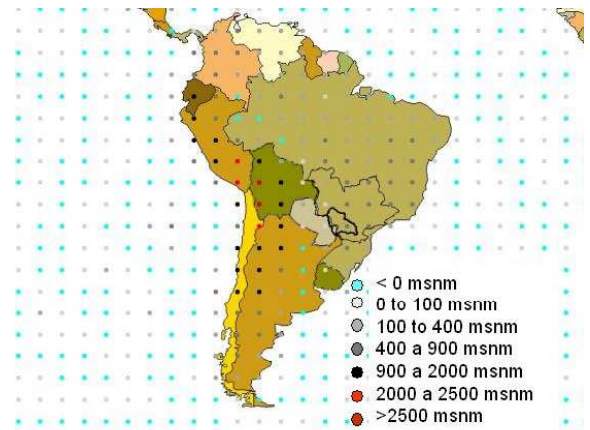 < 0 msnm
0 to 100 msnm
100 to 400 msnm
400 a 900 msnm
900 a 2000 msnm
2000 a 2500 msnm
>2500 msnm